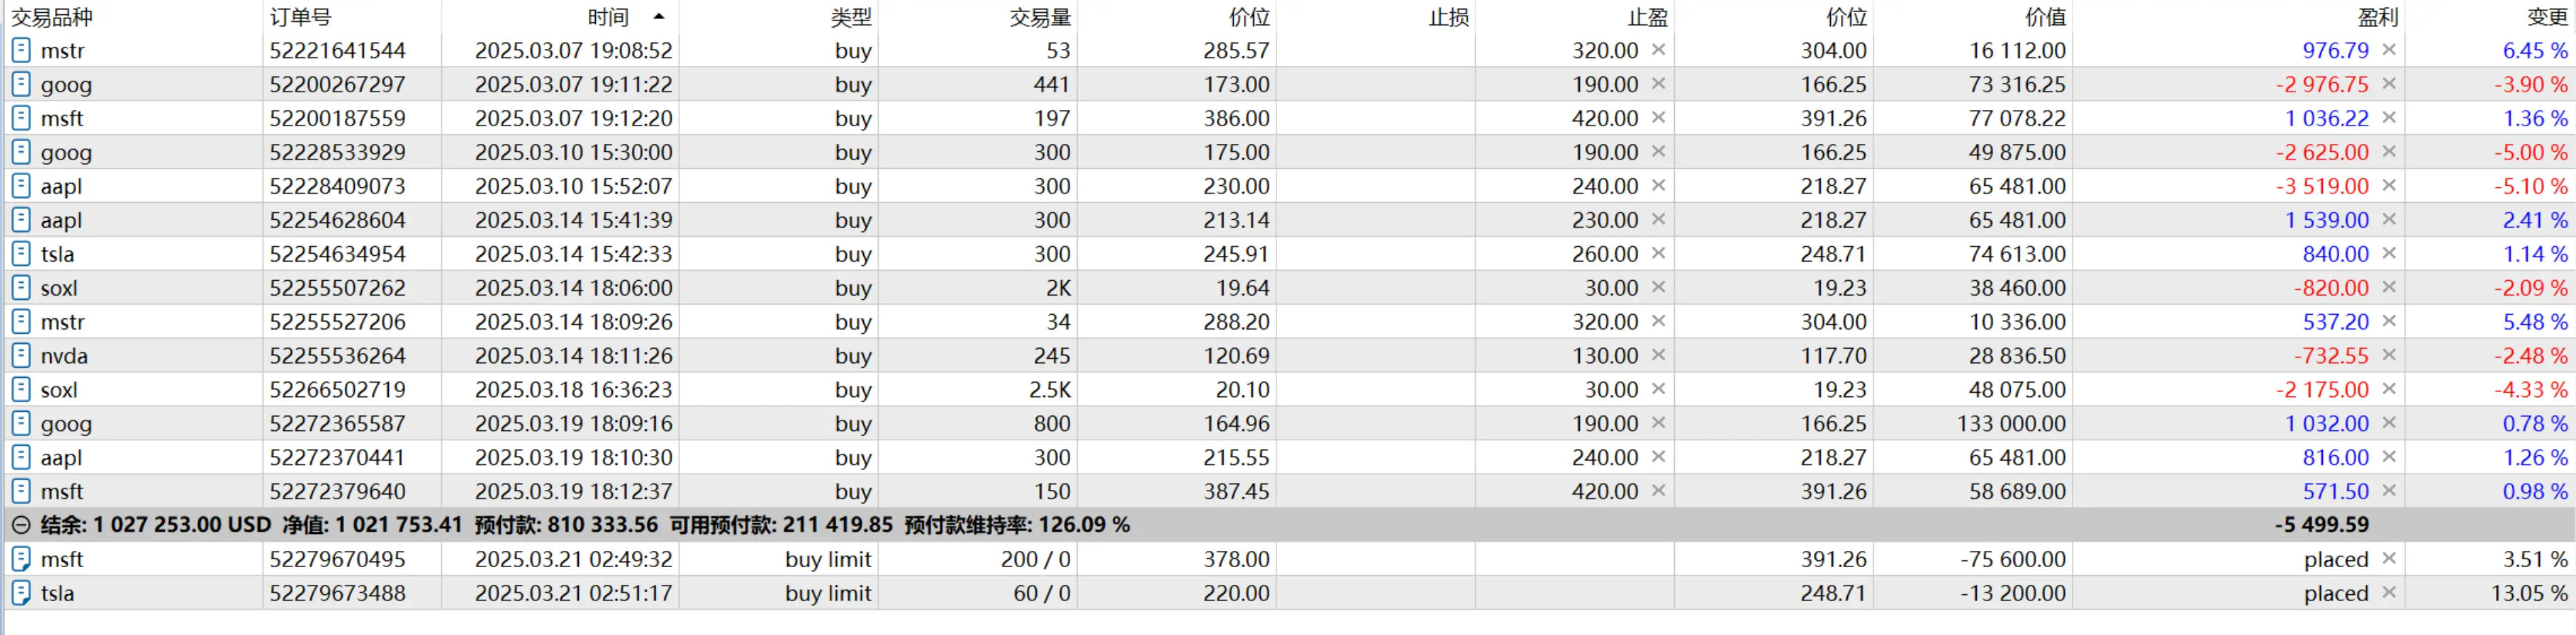 交易品种 订单号 时间 类型 交易量 价位 止损 止盈 价位 价值 盈利 变更
mstr 52221641544 2025.03.07 19:08:52 buy 53 285.57 320.00 304.00 16 112.00 976.79 6.45 %
goog 52200267297 2025.03.07 19:11:22 buy 441 173.00 190.00 166.25 73 316.25 -2 976.75 -3.90 %
msft 52200187559 2025.03.07 19:12:20 buy 197 386.00 420.00 391.26 77 078.22 1 036.22 1.36 %
goog 52228533929 2025.03.10 15:30:00 buy 300 175.00 190.00 166.25 49 875.00 -2 625.00 -5.00 %
aapl 52228409073 2025.03.10 15:52:07 buy 300 230.00 240.00 218.27 65 481.00 -3 519.00 -5.10 %
aapl 52254628604 2025.03.14 15:41:39 buy 300 213.14 230.00 218.27 65 481.00 1 539.00 2.41 %
tsla 52254634954 2025.03.14 15:42:33 buy 300 245.91 260.00 248.71 74 613.00 840.00 1.14 %
soxl 52255507262 2025.03.14 18:06:00 buy 2K 19.64 30.00 19.23 38 460.00 -820.00 -2.09 %
mstr 52255527206 2025.03.14 18:09:26 buy 34 288.20 320.00 304.00 10 336.00 537.20 5.48 %
nvda 52255536264 2025.03.14 18:11:26 buy 245 120.69 130.00 117.70 28 836.50 -732.55 -2.48 %
soxl 52266502719 2025.03.18 16:36:23 buy 2.5K 20.10 30.00 19.23 48 075.00 -2 175.00 -4.33 %
goog 52272365587 2025.03.19 18:09:16 buy 800 164.96 190.00 166.25 133 000.00 1 032.00 0.78 %
aapl 52272370441 2025.03.19 18:10:30 buy 300 215.55 240.00 218.27 65 481.00 816.00 1.26 %
msft 52272379640 2025.03.19 18:12:37 buy 150 387.45 420.00 391.26 58 689.00 571.50 0.98 %
结余: 1 027 253.00 USD 净值: 1 021 753.41 预付款: 810 333.56 可用预付款: 211 419.85 预付款维持率: 126.09 % -5 499.59
msft 52279670495 2025.03.21 02:49:32 buy limit 200 / 0 378.00 391.26 -75 600.00 placed 3.51 %
tsla 52279673488 2025.03.21 02:51:17 buy limit 60 / 0 220.00 248.71 -13 200.00 placed 13.05 %